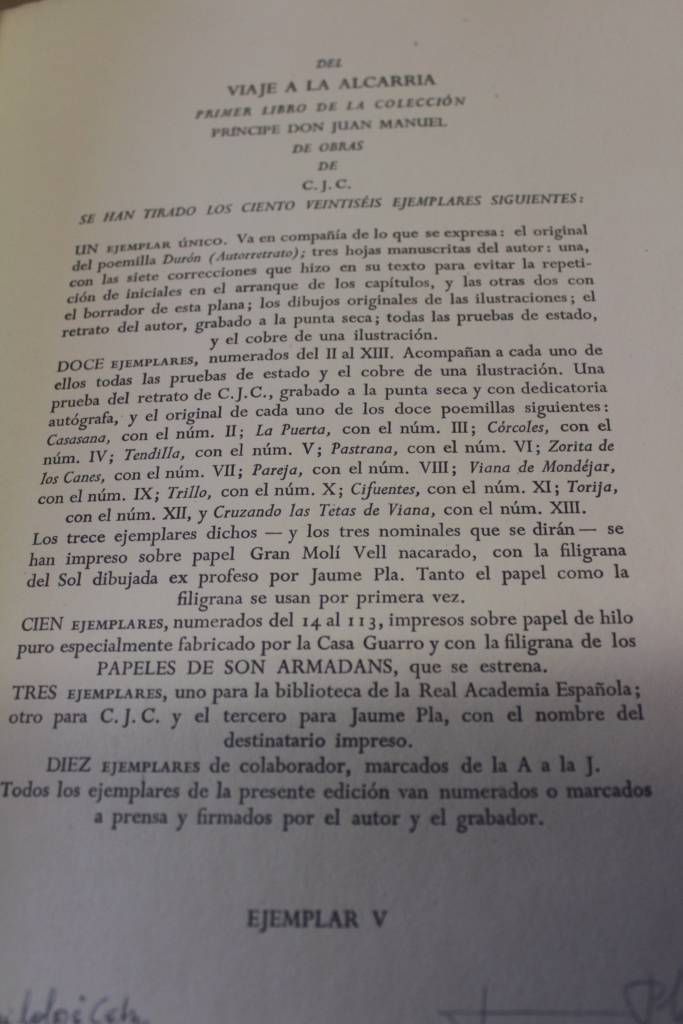 DEL
VIAJE A LA ALCARRIA
PRIMER LIBRO DE LA COLECCIÓN
PRÍNCIPE DON JUAN MANUEL
DE OBRAS
DE
C. J. C.
SE HAN TIRADO LOS CIENTO VEINTISÉIS EJEMPLARES SIGUIENTES:
UN EJEMPLAR ÚNICO. Va en compañía de lo que se expresa: el original
del poemilla Durón (Autorretrato); tres hojas manuscritas del autor: una,
con las siete correcciones que hizo en su texto para evitar la repeti-
ción de iniciales en el arranque de los capítulos, y las otras dos con
el borrador de esta plana; los dibujos originales de las ilustraciones; el
retrato del autor, grabado a la punta seca; todas las pruebas de estado,
y el cobre de una ilustración.
DOCE EJEMPLARES, numerados del II al XIII. Acompañan a cada uno de
ellos todas las pruebas de estado y el cobre de una ilustración. Una
prueba del retrato de C. J. C., grabado a la punta seca y con dedicatoria
autógrafa, y el original de cada uno de los doce poemillas siguientes:
Casasana, con el núm. II; La Puerta, con el núm. III; Córcoles, con el
núm. IV; Tendilla, con el núm. V; Pastrana, con el núm. VI; Zorita de
los Canes, con el núm. VII; Pareja, con el núm. VIII; Viana de Mondéjar,
con el núm. IX; Trillo, con el núm. X; Cifuentes, con el núm. XI; Torija,
con el núm. XII, y Cruzando las Tetas de Viana, con el núm. XIII.
Los trece ejemplares dichos — y los tres nominales que se dirán — se
han impreso sobre papel Gran Molí Vell nacarado, con la filigrana
del Sol dibujada ex profeso por Jaume Pla. Tanto el papel como la
filigrana se usan por primera vez.
CIEN EJEMPLARES, numerados del 14 al 113, impresos sobre papel de hilo
puro especialmente fabricado por la Casa Guarro y con la filigrana de los
PAPELES DE SON ARMADANS, que se estrena.
TRES EJEMPLARES, uno para la biblioteca de la Real Academia Española;
otro para C. J. C. y el tercero para Jaume Pla, con el nombre del
destinatario impreso.
DIEZ EJEMPLARES de colaborador, marcados de la A a la J.
Todos los ejemplares de la presente edición van numerados o marcados
a prensa y firmados por el autor y el grabador.
EJEMPLAR V